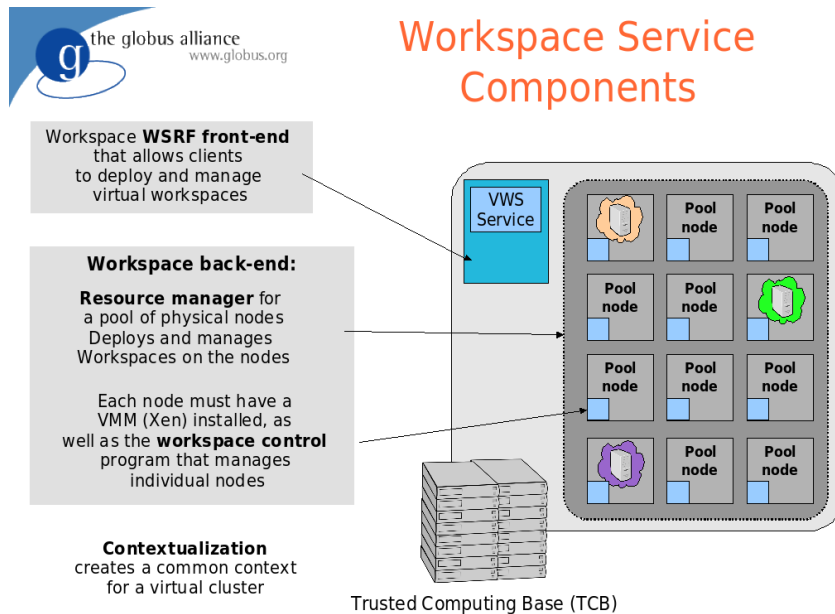 the globus alliance
www.globus.org
g
Workspace Service
Components
Workspace WSRF front-end
that allows clients
to deploy and manage
virtual workspaces
Workspace back-end:
Resource manager for
a pool of physical nodes
Deploys and manages
Workspaces on the nodes
Each node must have a
VMM (Xen) installed, as
well as the workspace control
program that manages
individual nodes
Contextualization
creates a common context
for a virtual cluster
VWS
Service
Pool
node
Pool
node
Pool
node
Pool
node
Pool
node
Pool
node
Pool
node
Pool
node
Pool
node
Trusted Computing Base (TCB)